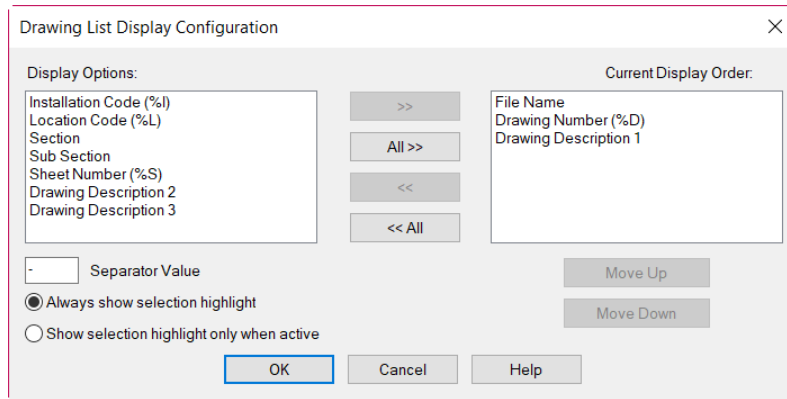 Drawing List Display Configuration
Display Options:
Current Display Order:
Installation Code (%I)
Location Code (%L)
Section
Sub Section
Sheet Number (%S)
Drawing Description 2
Drawing Description 3
>>
All >>
<<
<< All
File Name
Drawing Number (%D)
Drawing Description 1
- Separator Value
Always show selection highlight
Show selection highlight only when active
Move Up
Move Down
OK
Cancel
Help